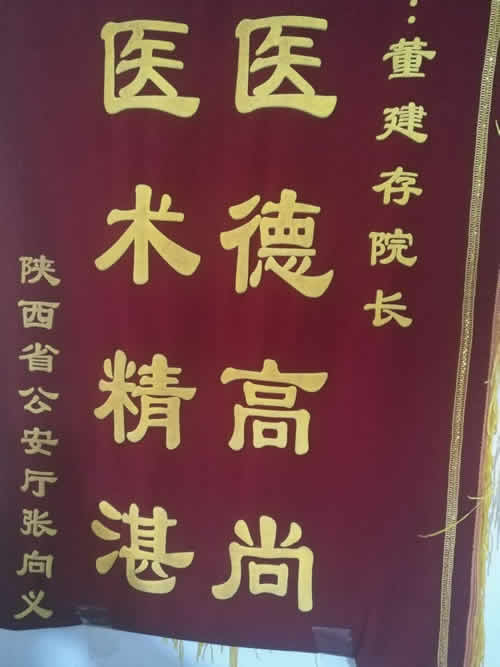 ：董建存院长
医德高尚
医术精湛
陕西省公安厅张向义